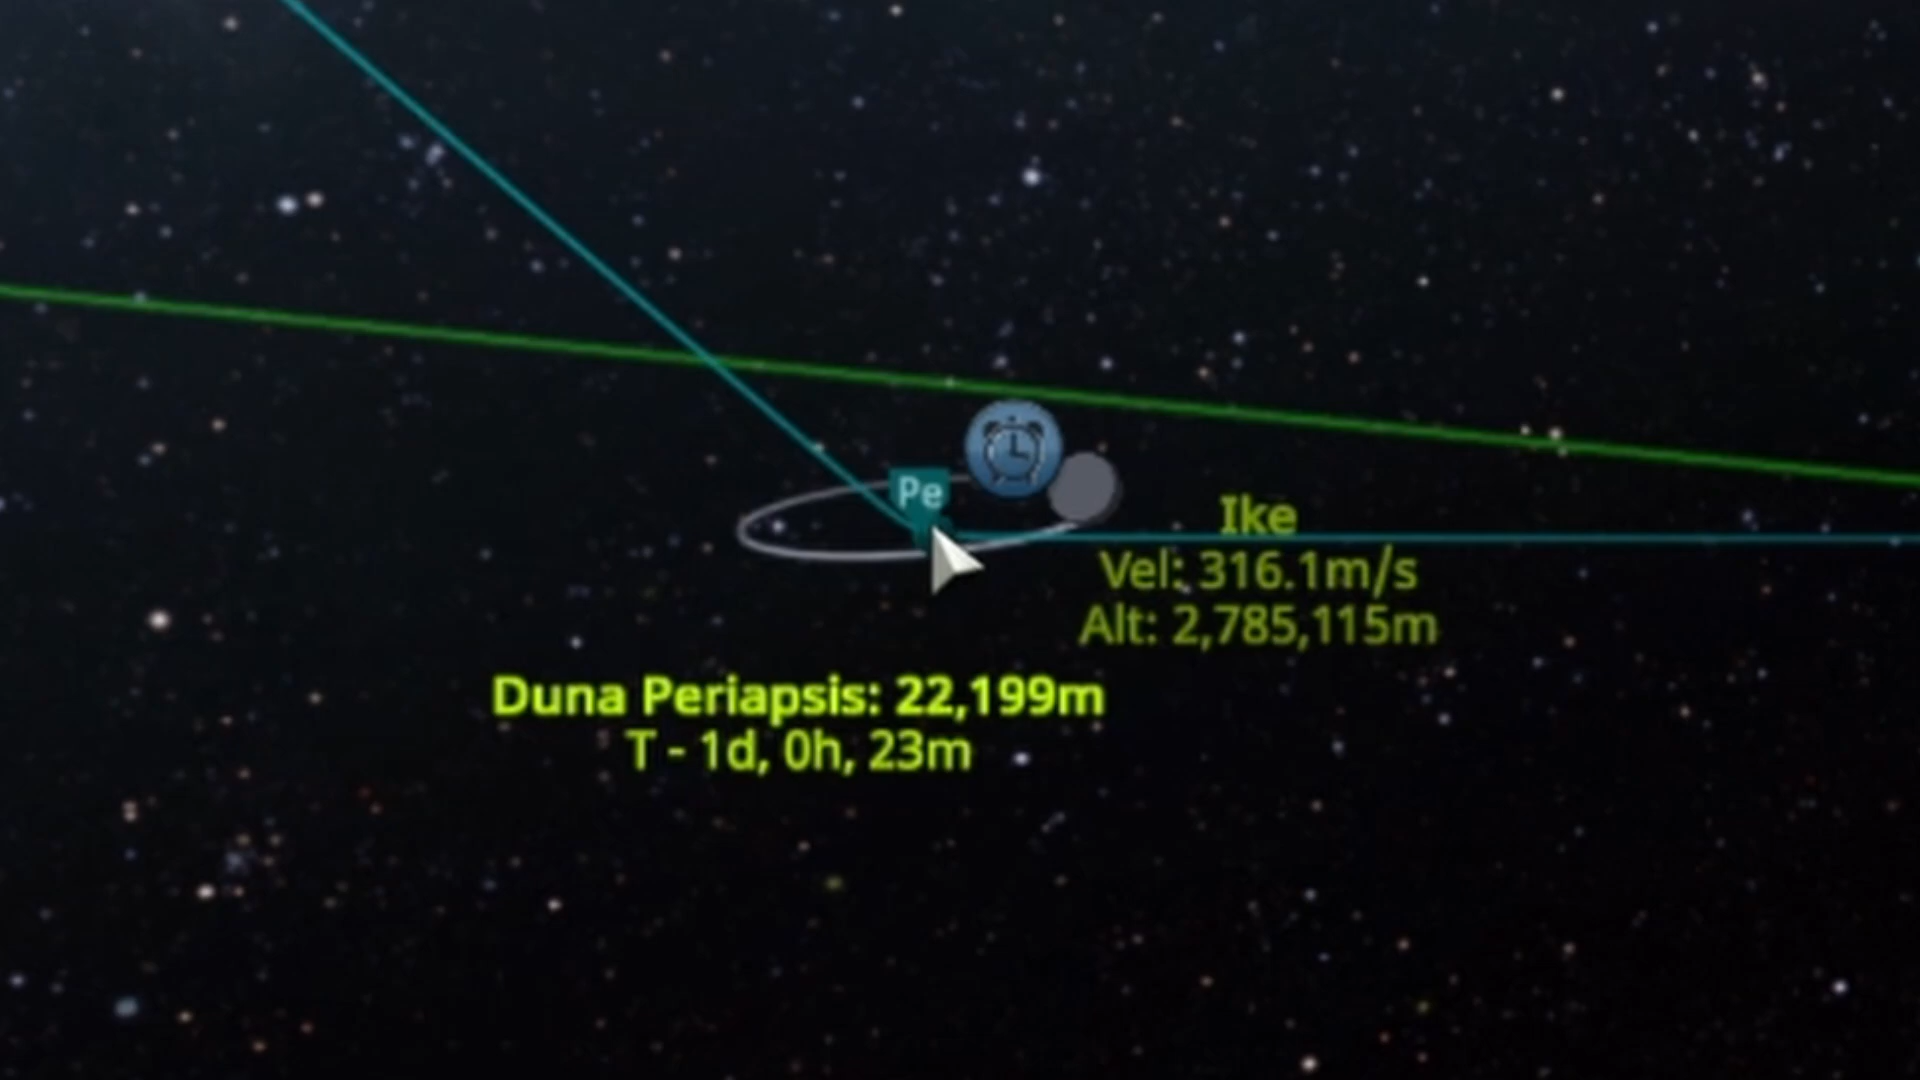 Pe
Ike
Vel: 316.1m/s
Alt: 2,785,115m
Duna Periapsis: 22,199m
T - 1d, 0h, 23m